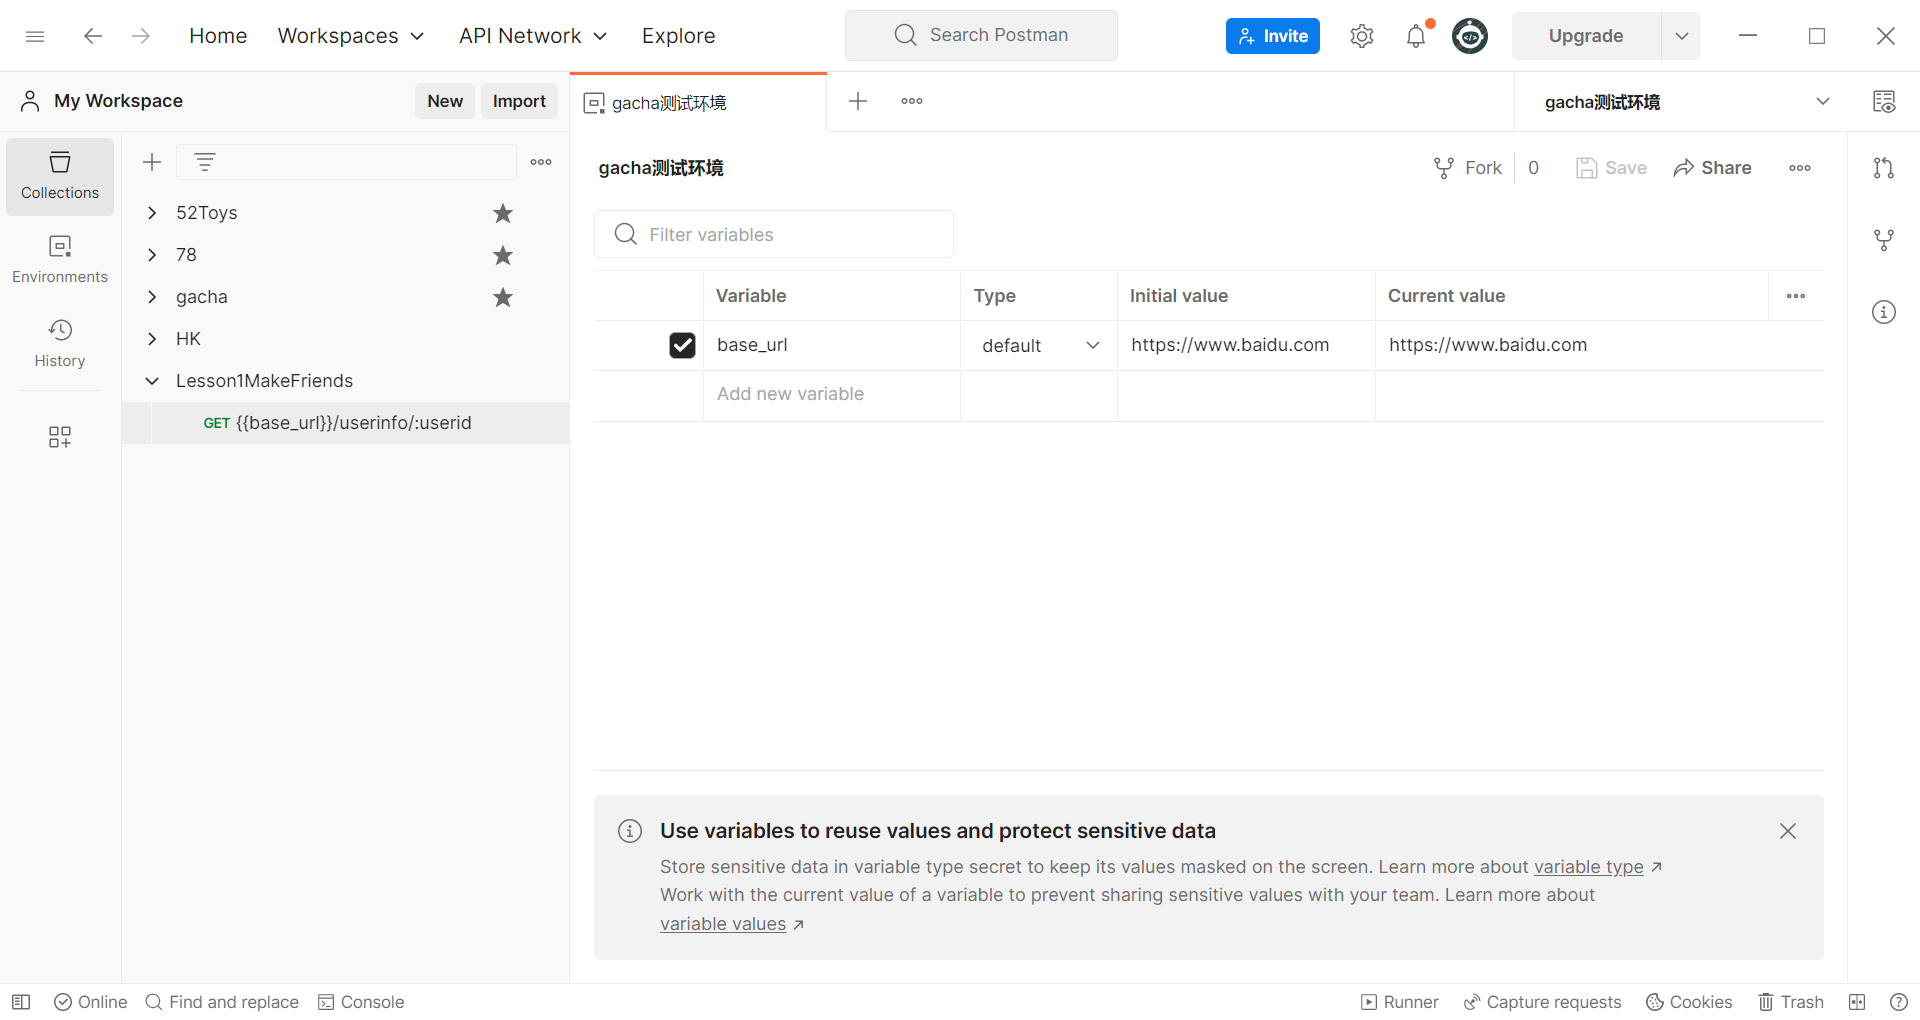 Home Workspaces API Network Explore Search Postman Invite Upgrade
My Workspace New Import gacha测试环境 gacha测试环境
Collections
Environments
History
52Toys
78
gacha
HK
Lesson1MakeFriends
GET {{base_url}}/userinfo/:userid
gacha测试环境 Fork 0 Save Share
Filter variables
Variable Type Initial value Current value
base_url default https://www.baidu.com https://www.baidu.com
Add new variable
Use variables to reuse values and protect sensitive data
Store sensitive data in variable type secret to keep its values masked on the screen. Learn more about variable type
Work with the current value of a variable to prevent sharing sensitive values with your team. Learn more about
variable values
Online Find and replace Console Runner Capture requests Cookies Trash